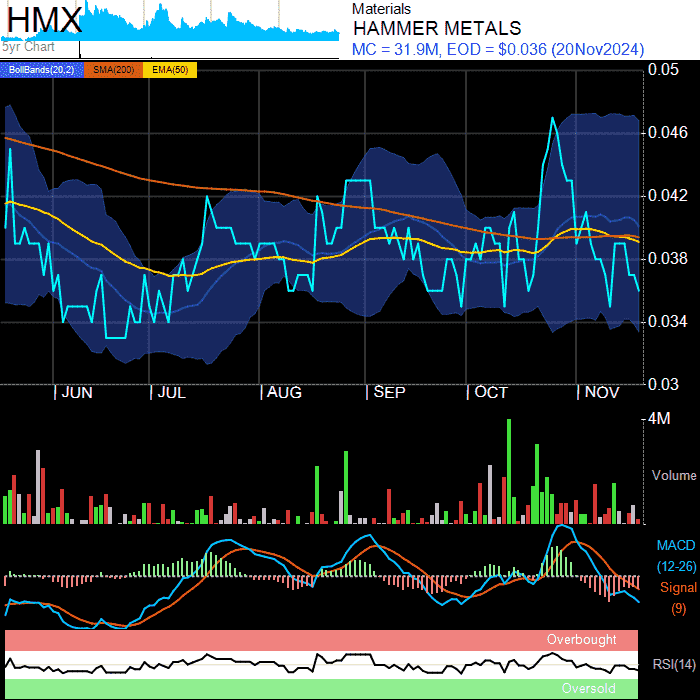 HMX
5yr Chart
Materials
HAMMER METALS
MC = 31.9M, EOD = $0.036 (20Nov2024)
BollBands(20,2) SMA(200) EMA(50)
0.05
0.046
0.042
0.038
0.034
0.03
JUN JUL AUG SEP OCT NOV
4M
Volume
MACD
(12-26)
Signal
(9)
Overbought
RSI(14)
Oversold